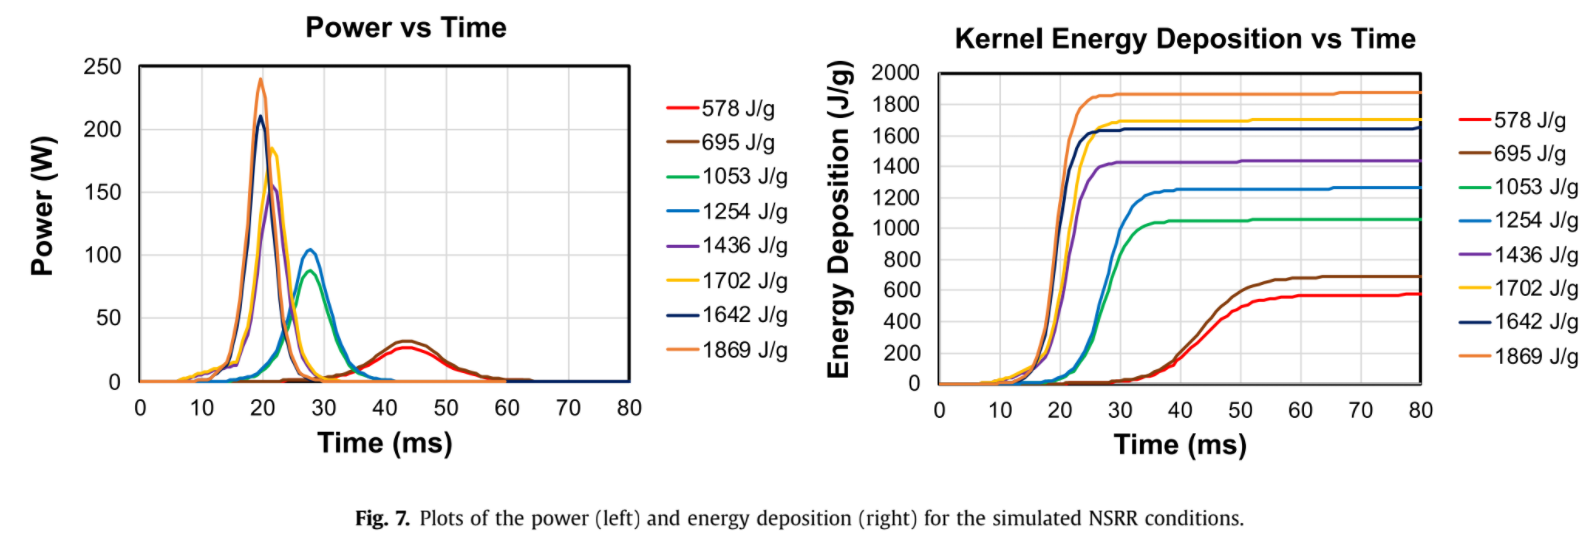 Power vs Time
250
200
150
100
50
0
0 10 20 30 40 50 60 70 80
Power (W)
Time (ms)
578 J/g
695 J/g
1053 J/g
1254 J/g
1436 J/g
1702 J/g
1642 J/g
1869 J/g
Kernel Energy Deposition vs Time
2000
1800
1600
1400
1200
1000
800
600
400
200
0
0 10 20 30 40 50 60 70 80
Energy Deposition (J/g)
Time (ms)
578 J/g
695 J/g
1053 J/g
1254 J/g
1436 J/g
1702 J/g
1642 J/g
1869 J/g
Fig. 7. Plots of the power (left) and energy deposition (right) for the simulated NSRR conditions.